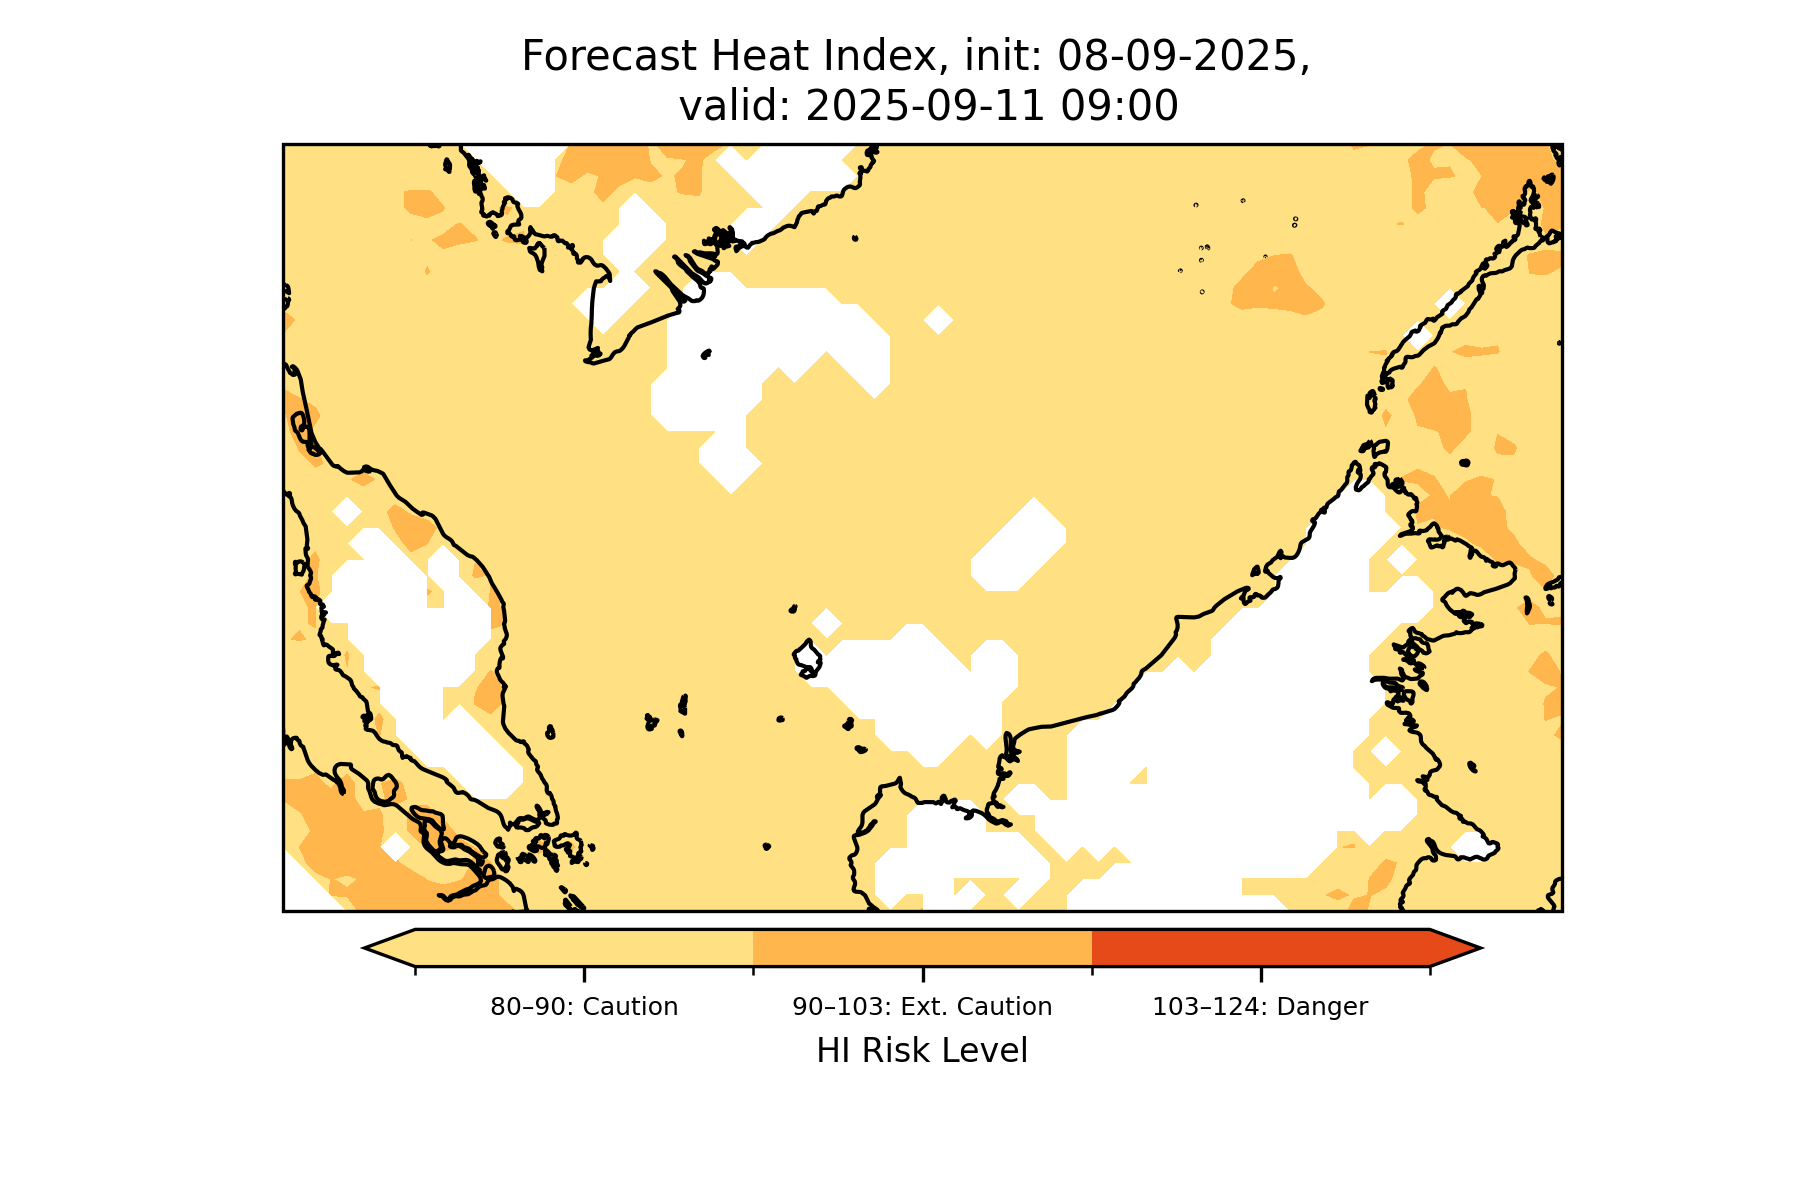 Forecast Heat Index, init: 08-09-2025,
valid: 2025-09-11 09:00
80–90: Caution
90–103: Ext. Caution
103–124: Danger
HI Risk Level